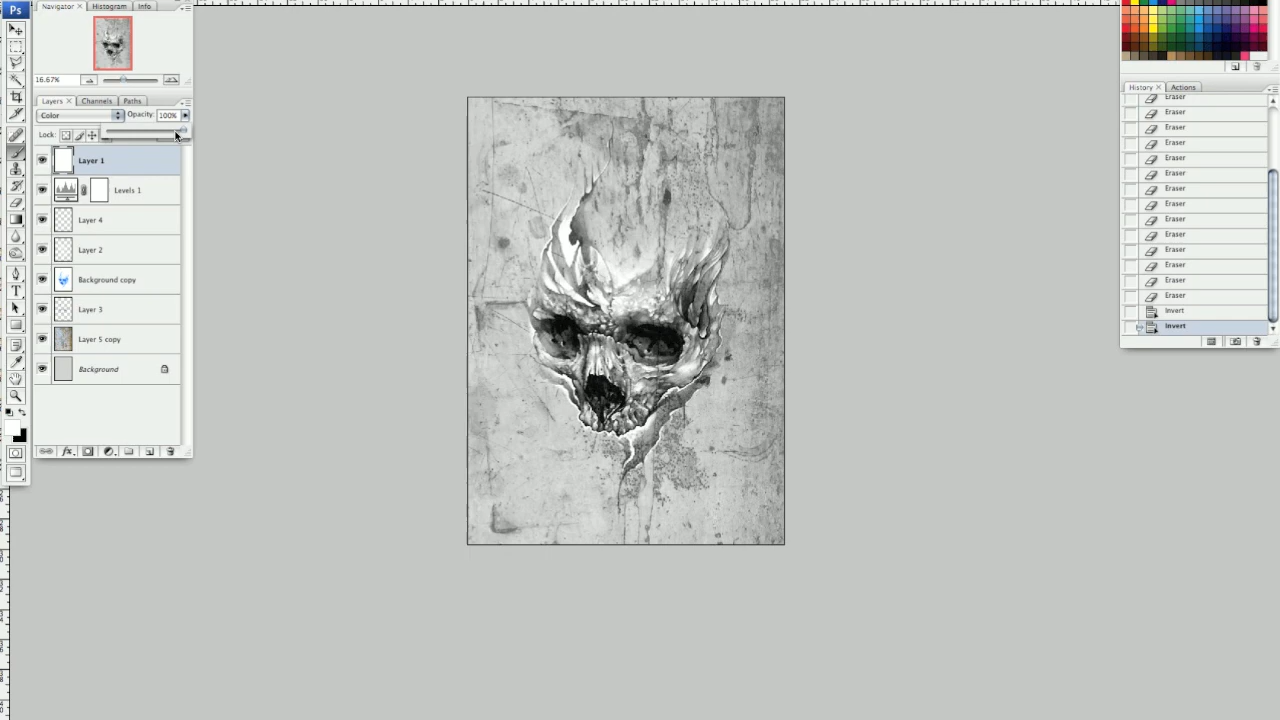 Ps
Navigator × Histogram Info
16.67%
Layers × Channels Paths
Color Opacity: 100%
Lock:
Layer 1
Levels 1
Layer 4
Layer 2
Background copy
Layer 3
Layer 5 copy
Background
fx
T
History × Actions
Eraser
Eraser
Eraser
Eraser
Eraser
Eraser
Eraser
Eraser
Eraser
Eraser
Eraser
Eraser
Eraser
Eraser
Invert
Invert